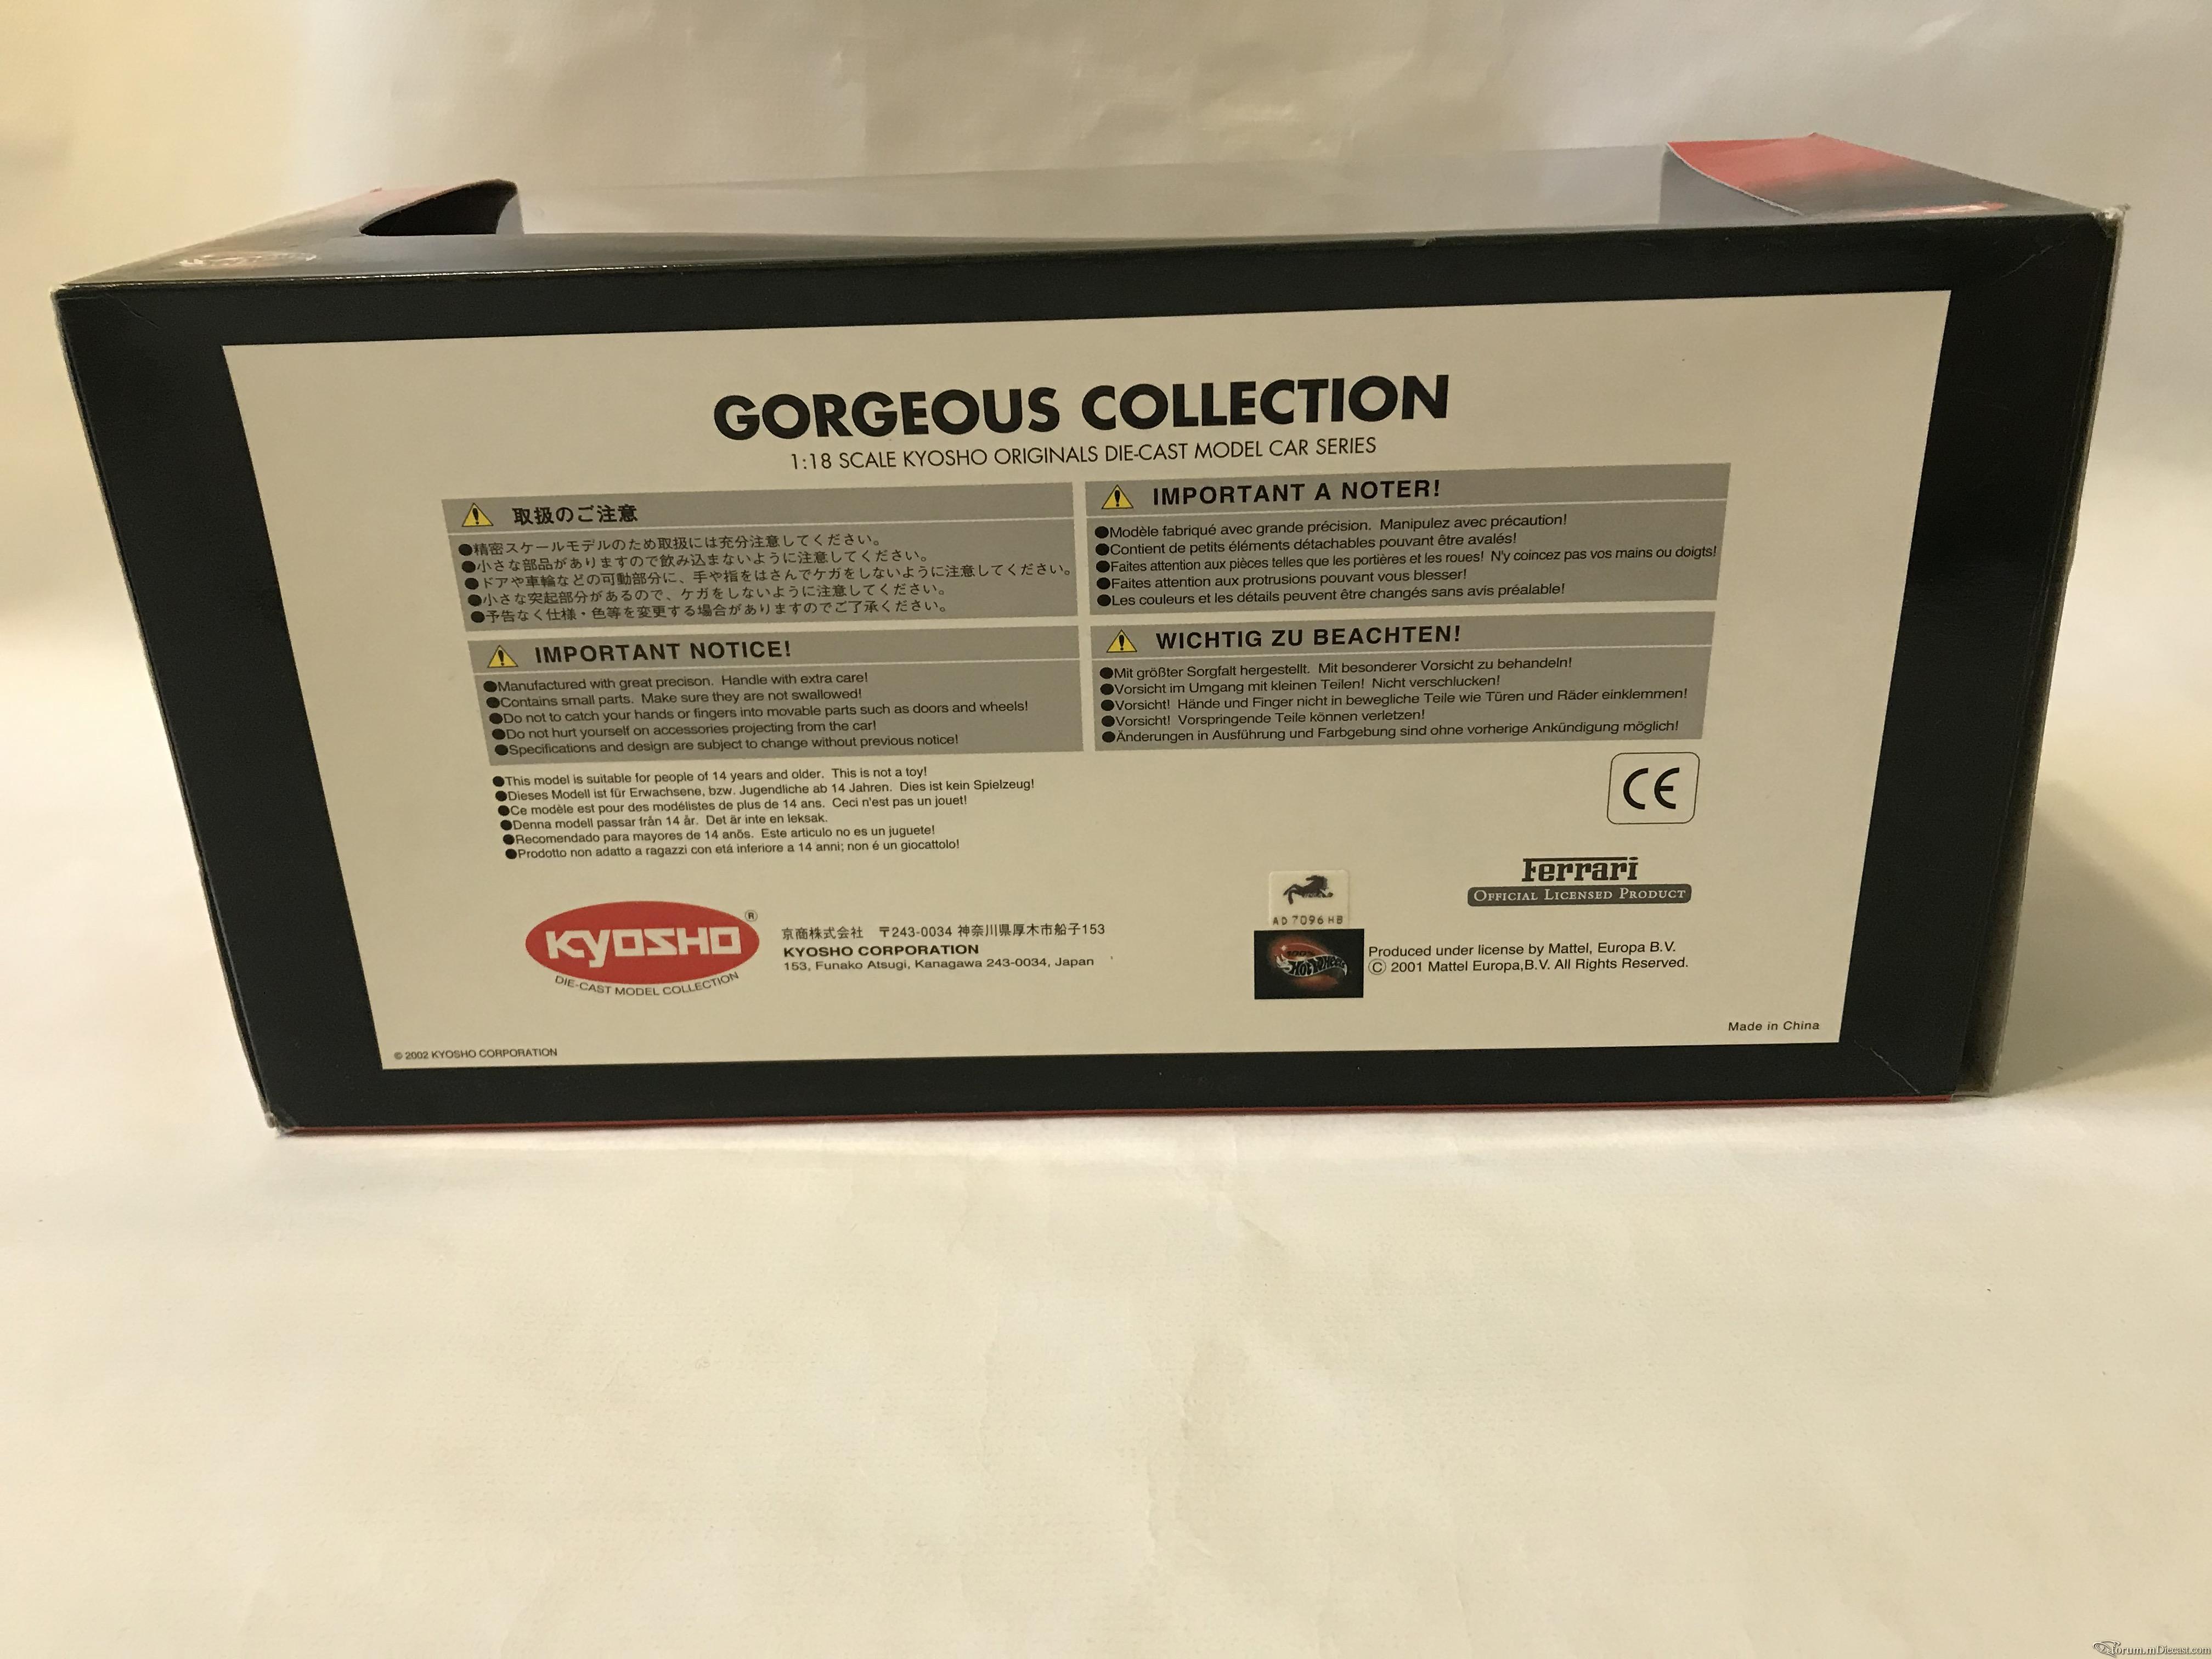 GORGEOUS COLLECTION
1:18 SCALE KYOSHO ORIGINALS DIE-CAST MODEL CAR SERIES
取扱のご注意
●精密スケールモデルのため取扱には充分注意してください。
●小さな部品がありますので飲み込まないように注意してください。
●ドアや車輪などの可動部分に、手や指をはさんでケガをしないように注意してください。
●小さな突起部分があるので、ケガをしないように注意してください。
●予告なく仕様・色等を変更する場合がありますのでご了承ください。
IMPORTANT A NOTER!
●Modèle fabriqué avec grande précision. Manipulez avec précaution!
●Contient de petits éléments détachables pouvant être avalés!
●Faites attention aux pièces telles que les portières et les roues! N'y coincez pas vos mains ou doigts!
●Faites attention aux protrusions pouvant vous blesser!
●Les couleurs et les détails peuvent être changés sans avis préalable!
IMPORTANT NOTICE!
●Manufactured with great precison. Handle with extra care!
●Contains small parts. Make sure they are not swallowed!
●Do not to catch your hands or fingers into movable parts such as doors and wheels!
●Do not hurt yourself on accessories projecting from the car!
●Specifications and design are subject to change without previous notice!
WICHTIG ZU BEACHTEN!
●Mit größter Sorgfalt hergestellt. Mit besonderer Vorsicht zu behandeln!
●Vorsicht im Umgang mit kleinen Teilen! Nicht verschlucken!
●Vorsicht! Hände und Finger nicht in bewegliche Teile wie Türen und Räder einklemmen!
●Vorsicht! Vorspringende Teile können verletzen!
●Änderungen in Ausführung und Farbgebung sind ohne vorherige Ankündigung möglich!
●This model is suitable for people of 14 years and older. This is not a toy!
●Dieses Modell ist für Erwachsene, bzw. Jugendliche ab 14 Jahren. Dies ist kein Spielzeug!
●Ce modèle est pour des modélistes de plus de 14 ans. Ceci n'est pas un jouet!
●Denna modell passar från 14 år. Det är inte en leksak.
●Recomendado para mayores de 14 anõs. Este articulo no es un juguete!
●Prodotto non adatto a ragazzi con etá inferiore a 14 anni; non é un giocattolo!
CE
KYOSHO ®
DIE-CAST MODEL COLLECTION
京商株式会社 〒243-0034 神奈川県厚木市船子153
KYOSHO CORPORATION
153, Funako Atsugi, Kanagawa 243-0034, Japan
AD 7096 HB
100% HOT WHEELS
Ferrari
OFFICIAL LICENSED PRODUCT
Produced under license by Mattel, Europa B.V.
© 2001 Mattel Europa,B.V. All Rights Reserved.
Made in China
© 2002 KYOSHO CORPORATION
forum.mDiecast.com